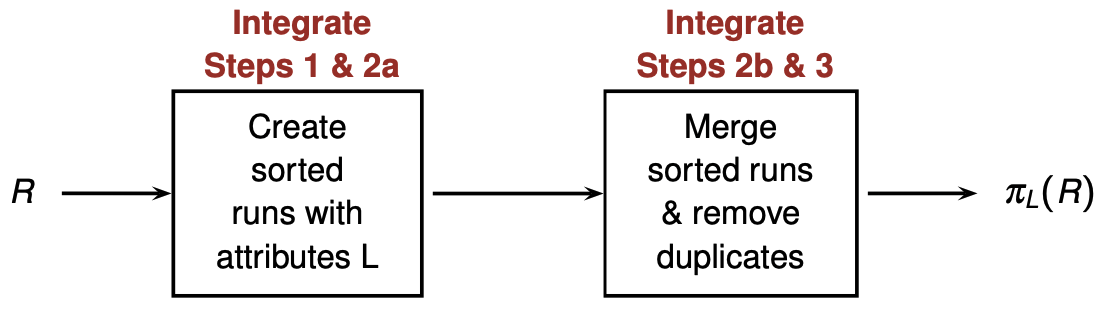 Integrate
Steps 1 & 2a
Integrate
Steps 2b & 3
R
Create
sorted
runs with
attributes L
Merge
sorted runs
& remove
duplicates
π_L(R)